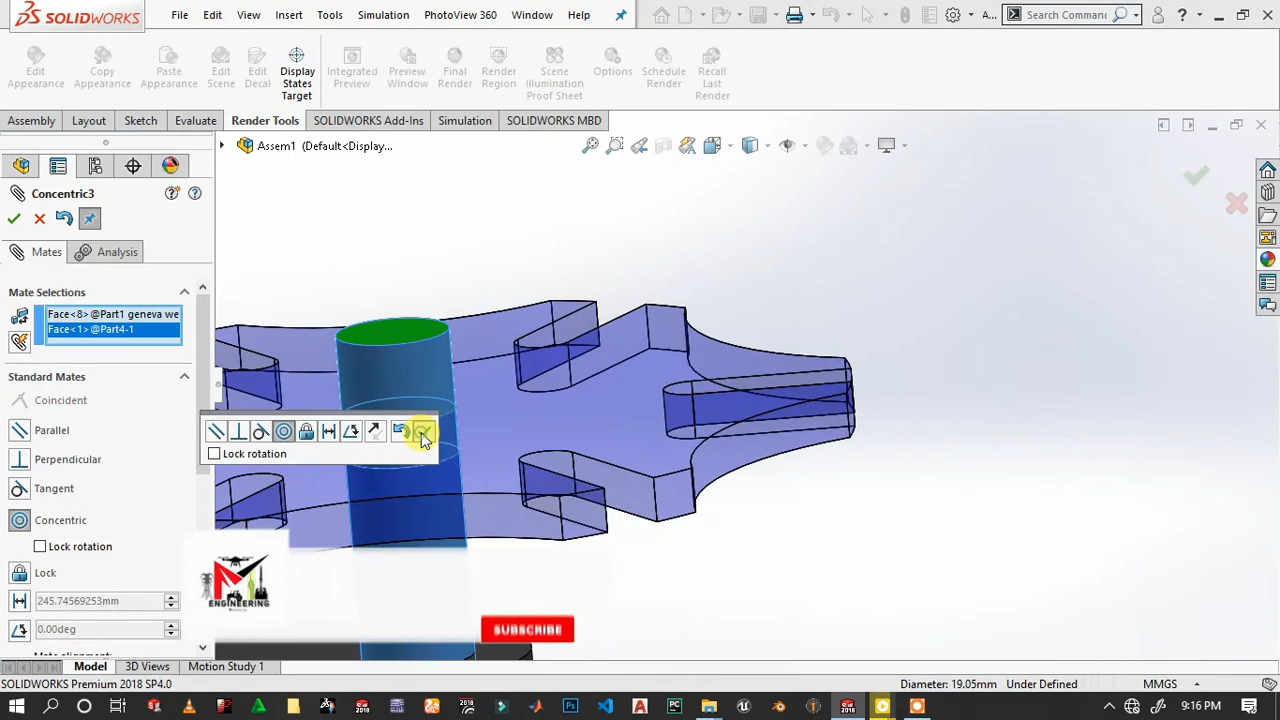 SOLIDWORKS File Edit View Insert Tools Simulation PhotoView 360 Window Help A... Search Comman
Edit Appearance Copy Appearance Paste Appearance Edit Scene Edit Decal Display States Target Integrated Preview Preview Window Final Render Render Region Scene Illumination Proof Sheet Options Schedule Render Recall Last Render
Assembly Layout Sketch Evaluate Render Tools SOLIDWORKS Add-Ins Simulation SOLIDWORKS MBD
Assem1 (Default<Display...
Concentric3
Mates Analysis
Mate Selections
Face<8>@Part1 geneva we
Face<1>@Part4-1
Standard Mates
Coincident
Parallel
Perpendicular
Tangent
Concentric
Lock rotation
Lock
245.74569253mm
0.00deg
Lock rotation
ENGINEERING
SUBSCRIBE
Model 3D Views Motion Study 1
SOLIDWORKS Premium 2018 SP4.0 Diameter: 19.05mm Under Defined MMGS
9:16 PM